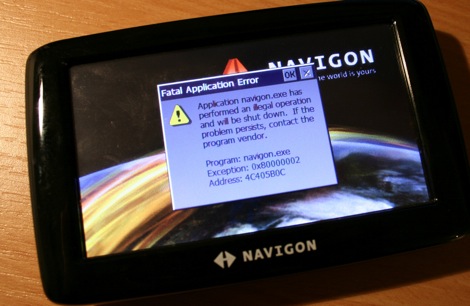 NAVIGON
the world is yours
Fatal Application Error OK X
Application navigon.exe has
performed an illegal operation
and will be shut down. If the
problem persists, contact the
program vendor.
Program: navigon.exe
Exception: 0x80000002
Address: 4C405B0C
NAVIGON